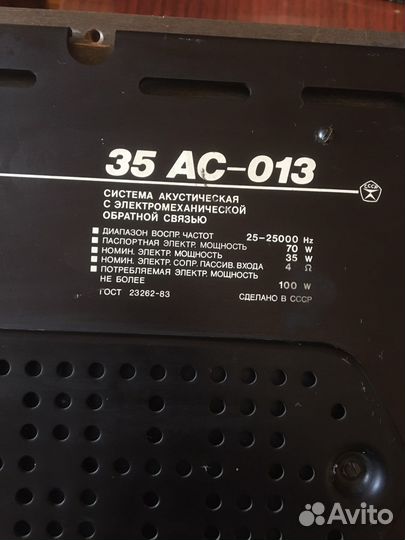 35 АС-013
СССР
СИСТЕМА АКУСТИЧЕСКАЯ
С ЭЛЕКТРОМЕХАНИЧЕСКОЙ
ОБРАТНОЙ СВЯЗЬЮ
ДИАПАЗОН ВОСПР. ЧАСТОТ 25-25000 Hz
ПАСПОРТНАЯ ЭЛЕКТР. МОЩНОСТЬ 70 W
НОМИН. ЭЛЕКТР. МОЩНОСТЬ 35 W
НОМИН. ЭЛЕКТР. СОПР. ПАССИВ. ВХОДА 4 Ω
ПОТРЕБЛЯЕМАЯ ЭЛЕКТР. МОЩНОСТЬ
НЕ БОЛЕЕ 100 W
ГОСТ 23262-83 СДЕЛАНО В СССР
Avito